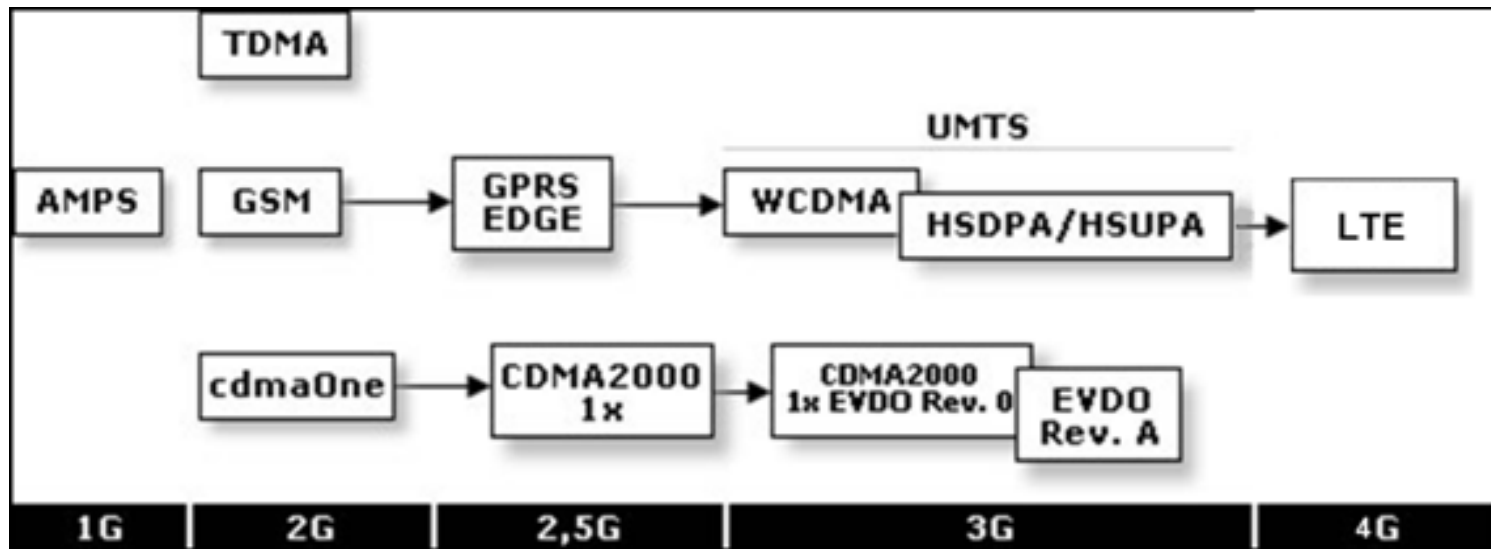 TDMA
UMTS
AMPS
GSM
GPRS
EDGE
WCDMA
HSDPA/HSUPA
LTE
cdmaOne
CDMA2000
1x
CDMA2000
1x EVDO Rev. 0
EVDO
Rev. A
1G
2G
2,5G
3G
4G